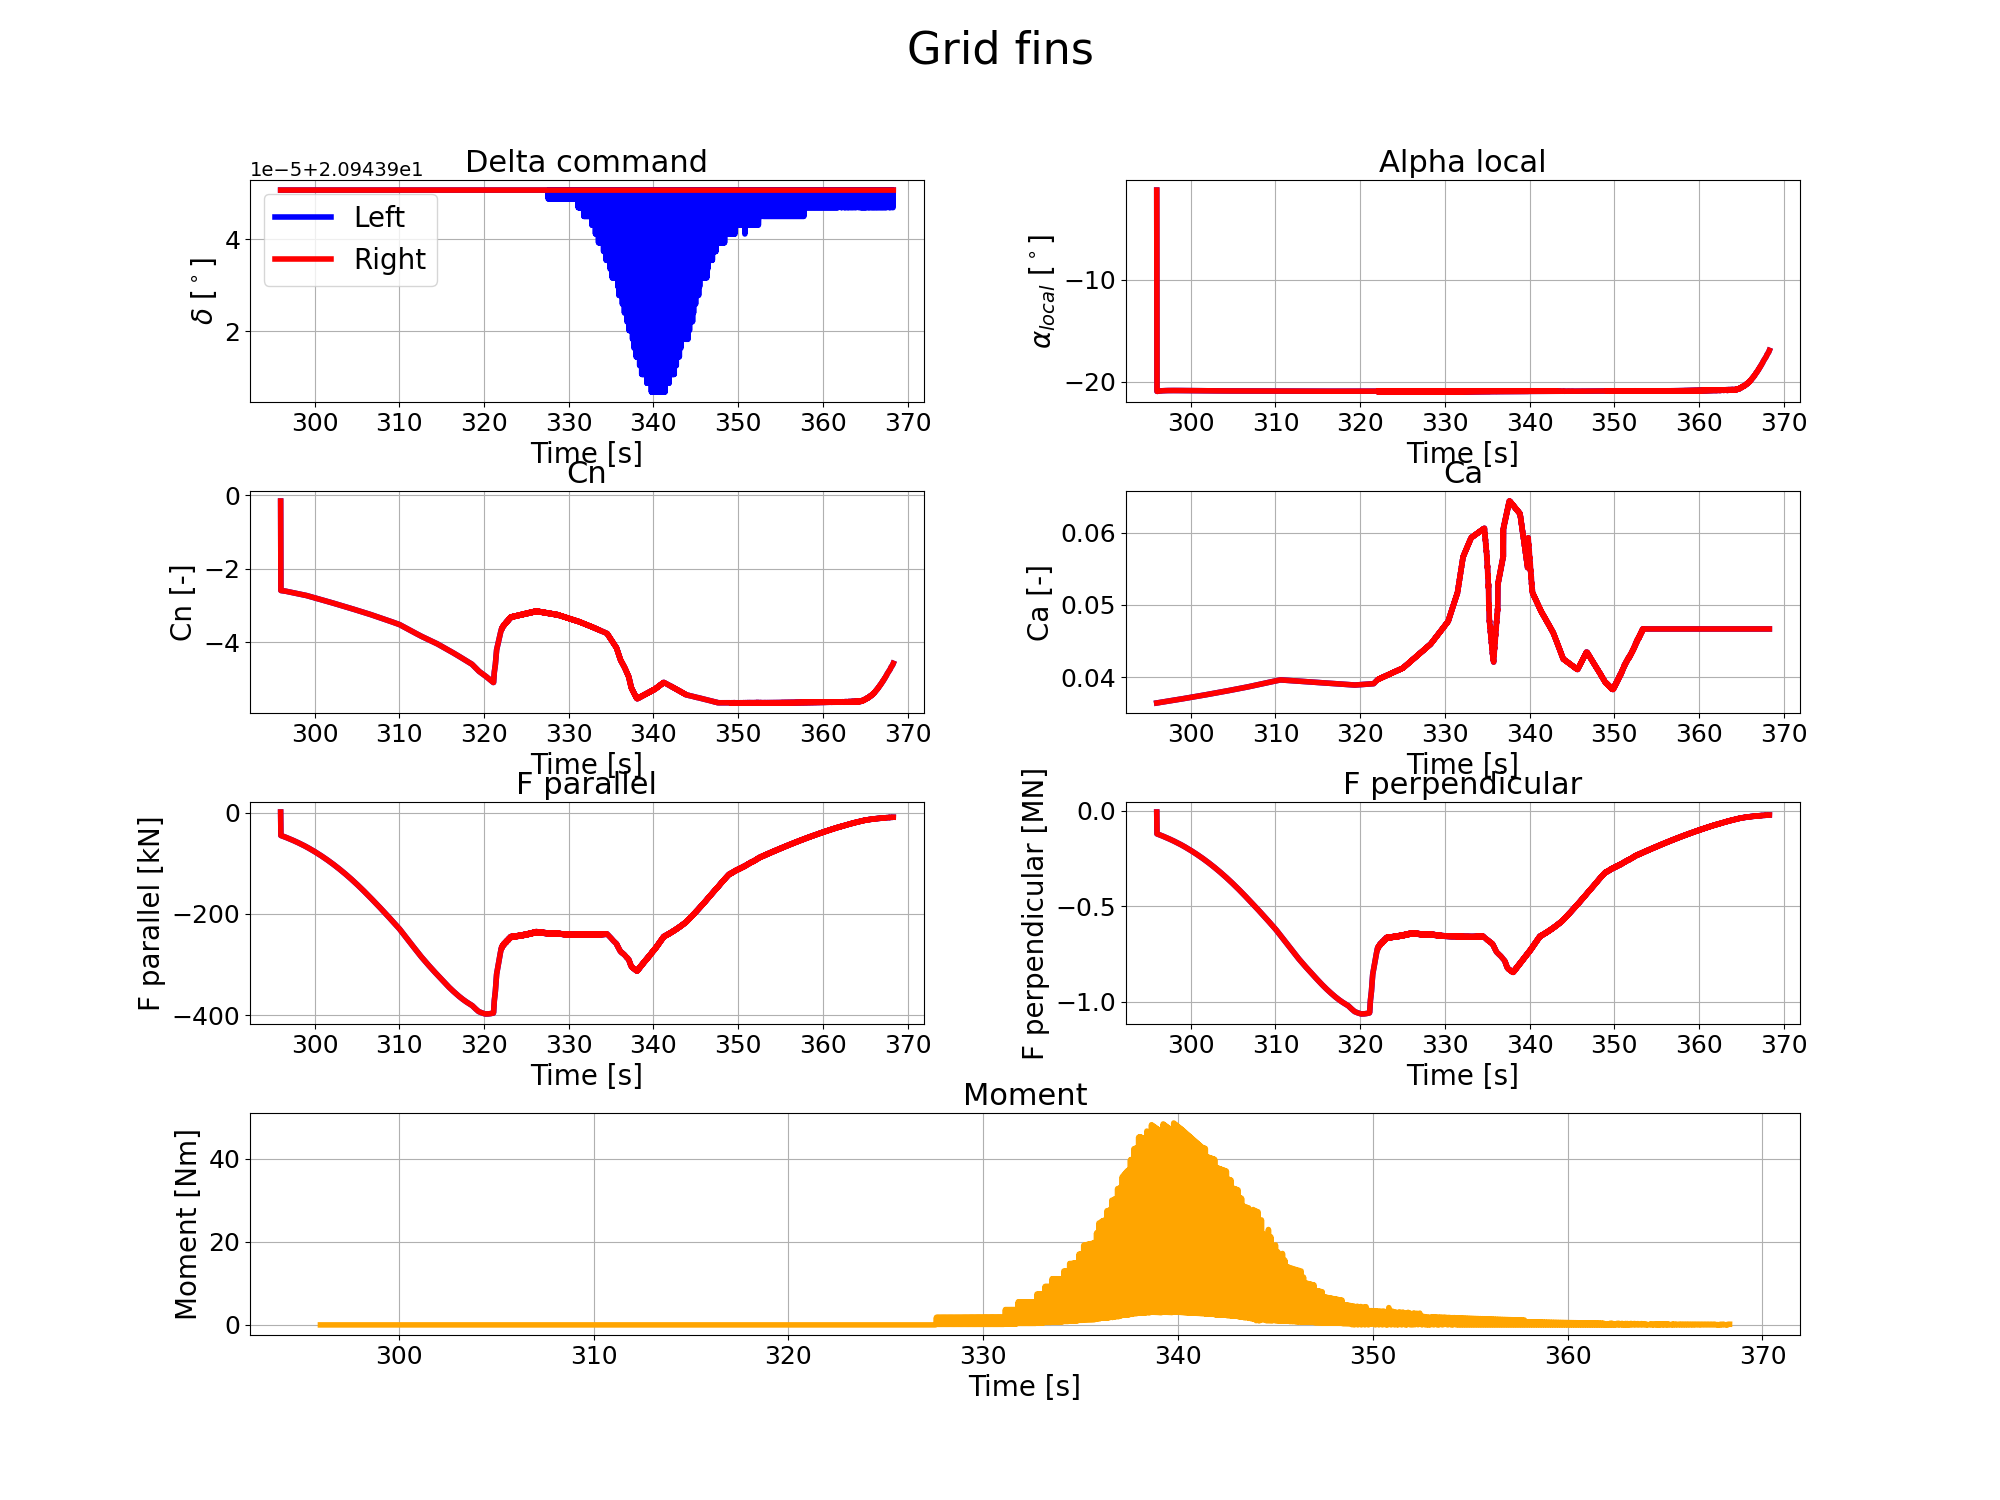 Grid fins
Delta command
1e−5+2.09439e1
δ [°]
4
2
Left
Right
300 310 320 330 340 350 360 370
Time [s]
Alpha local
α_local [°]
−10
−20
300 310 320 330 340 350 360 370
Time [s]
Cn
Cn [-]
0
−2
−4
300 310 320 330 340 350 360 370
Time [s]
Ca
Ca [-]
0.06
0.05
0.04
300 310 320 330 340 350 360 370
Time [s]
F parallel
F parallel [kN]
0
−200
−400
300 310 320 330 340 350 360 370
Time [s]
F perpendicular
F perpendicular [MN]
0.0
−0.5
−1.0
300 310 320 330 340 350 360 370
Time [s]
Moment
Moment [Nm]
40
20
0
300 310 320 330 340 350 360 370
Time [s]